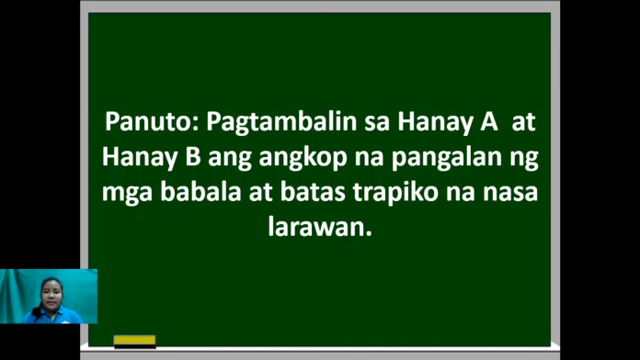 Panuto: Pagtambalin sa Hanay A at
Hanay B ang angkop na pangalan ng
mga babala at batas trapiko na nasa
larawan.